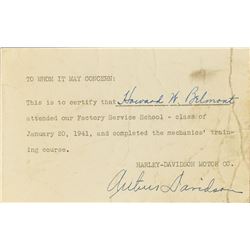 TO WHOM IT MAY CONCERN:
This is to certify that Howard W. Belmont
attended our Factory Service School - class of
January 20, 1941, and completed the mechanics' train-
ing course.
HARLEY-DAVIDSON MOTOR CO.
Arthur Davidson